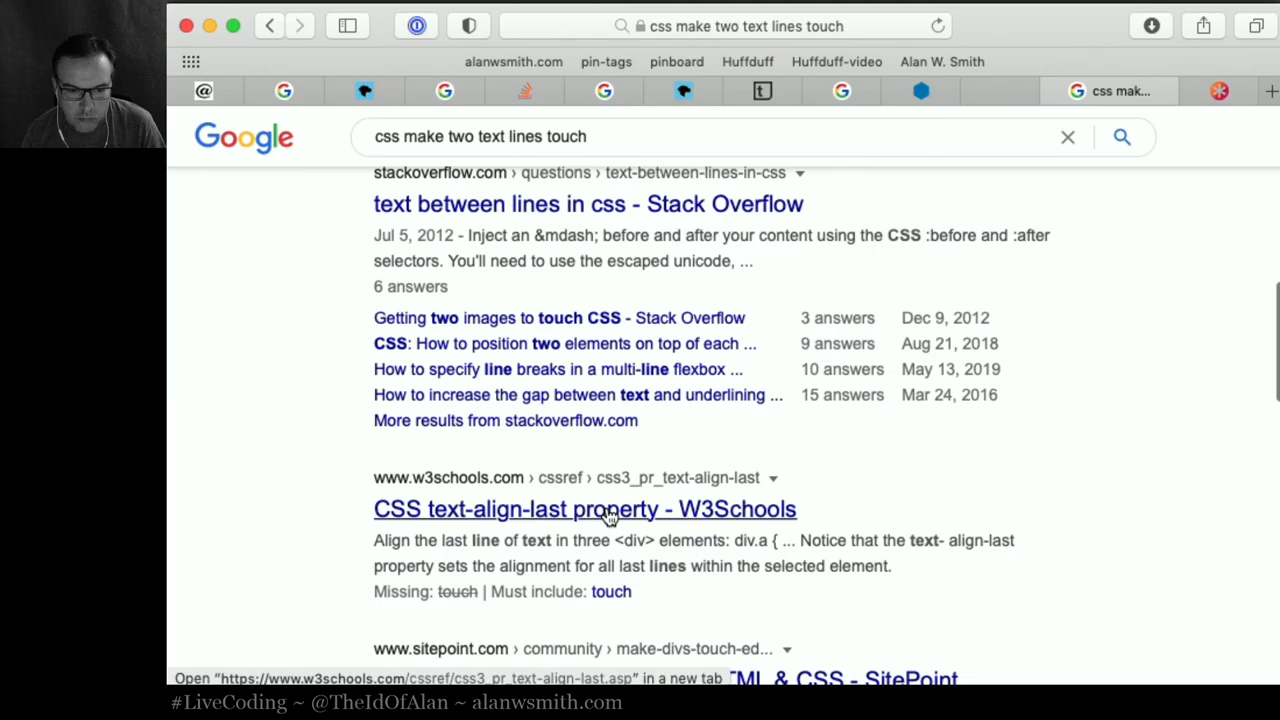 css make two text lines touch
alanwsmith.com pin-tags pinboard Huffduff Huffduff-video Alan W. Smith
css mak...
Google
css make two text lines touch
stackoverflow.com › questions › text-between-lines-in-css
text between lines in css - Stack Overflow
Jul 5, 2012 - Inject an &mdash; before and after your content using the CSS :before and :after
selectors. You'll need to use the escaped unicode, ...
6 answers
Getting two images to touch CSS - Stack Overflow 3 answers Dec 9, 2012
CSS: How to position two elements on top of each ... 9 answers Aug 21, 2018
How to specify line breaks in a multi-line flexbox ... 10 answers May 13, 2019
How to increase the gap between text and underlining ... 15 answers Mar 24, 2016
More results from stackoverflow.com
www.w3schools.com › cssref › css3_pr_text-align-last
CSS text-align-last property - W3Schools
Align the last line of text in three <div> elements: div.a { ... Notice that the text- align-last
property sets the alignment for all last lines within the selected element.
Missing: touch | Must include: touch
www.sitepoint.com › community › make-divs-touch-ed...
TML & CSS - SitePoint
Open “https://www.w3schools.com/cssref/css3_pr_text-align-last.asp” in a new tab
#LiveCoding ~ @TheIdOfAlan ~ alanwsmith.com